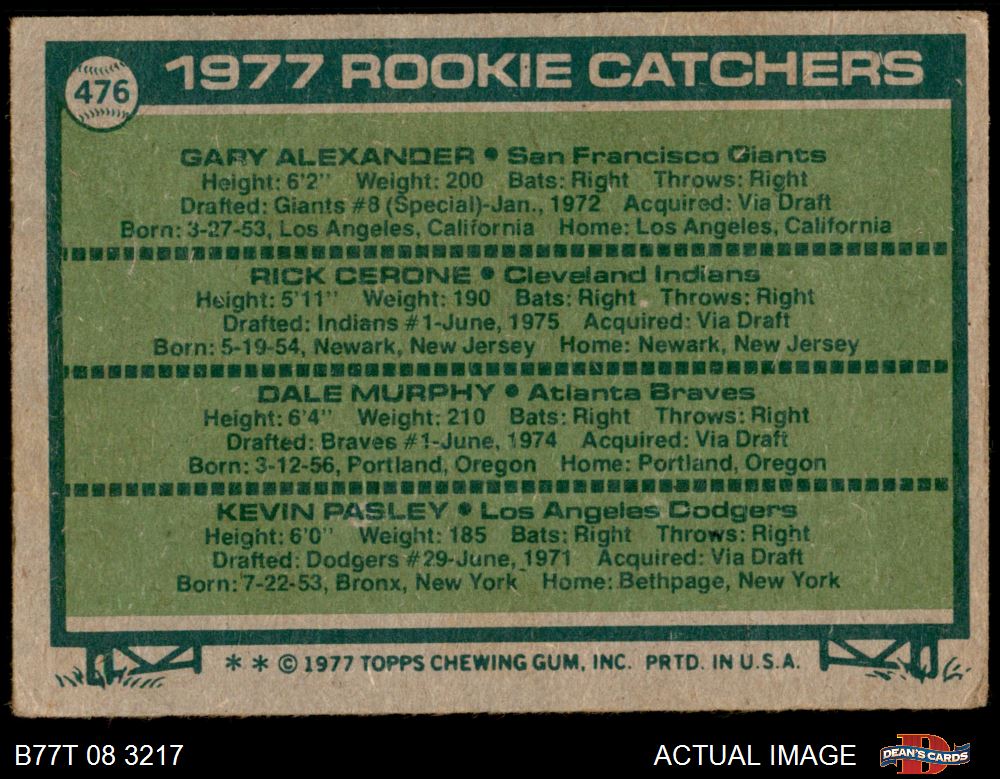 476
1977 ROOKIE CATCHERS
GARY ALEXANDER • San Francisco Giants
Height: 6'2" Weight: 200 Bats: Right Throws: Right
Drafted: Giants #8 (Special)-Jan., 1972 Acquired: Via Draft
Born: 3-27-53, Los Angeles, California Home: Los Angeles, California
RICK CERONE • Cleveland Indians
Height: 5'11" Weight: 190 Bats: Right Throws: Right
Drafted: Indians #1-June, 1975 Acquired: Via Draft
Born: 5-19-54, Newark, New Jersey Home: Newark, New Jersey
DALE MURPHY • Atlanta Braves
Height: 6'4" Weight: 210 Bats: Right Throws: Right
Drafted: Braves #1-June, 1974 Acquired: Via Draft
Born: 3-12-56, Portland, Oregon Home: Portland, Oregon
KEVIN PASLEY • Los Angeles Dodgers
Height: 6'0" Weight: 185 Bats: Right Throws: Right
Drafted: Dodgers #29-June, 1971 Acquired: Via Draft
Born: 7-22-53, Bronx, New York Home: Bethpage, New York
* * © 1977 TOPPS CHEWING GUM, INC. PRTD. IN U.S.A.
B77T 08 3217 ACTUAL IMAGE
D DEAN'S CARDS